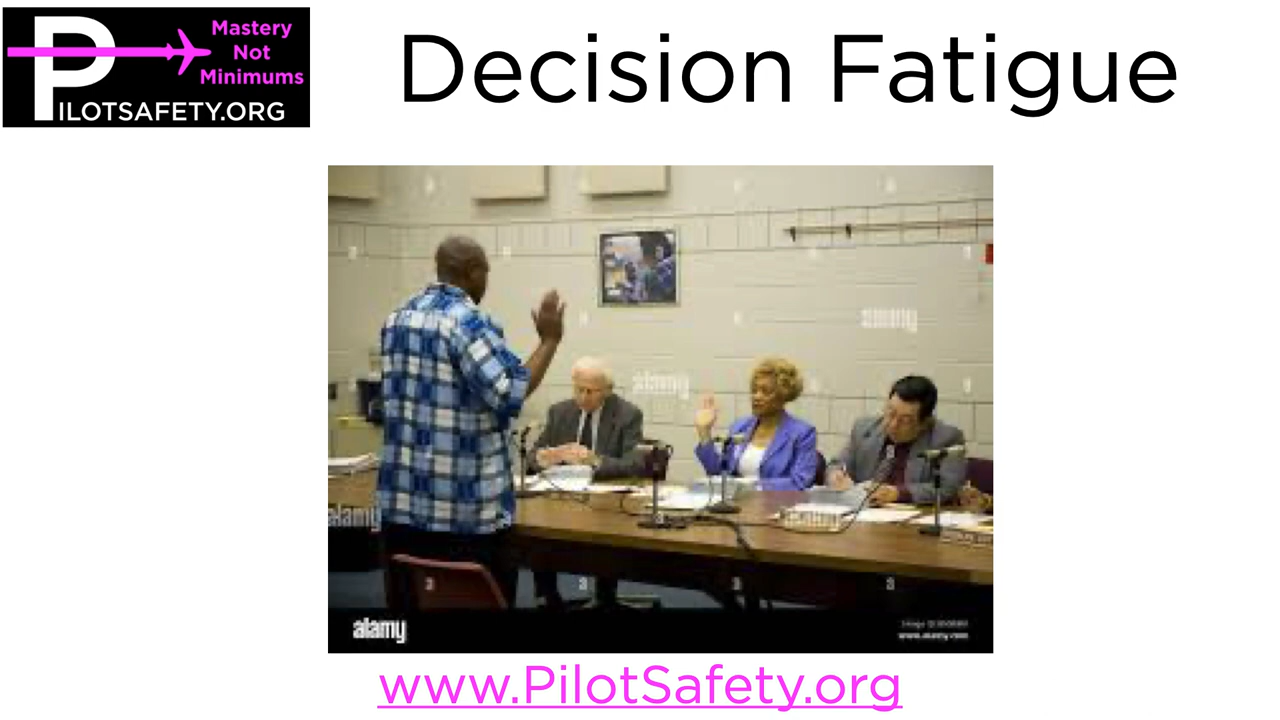 Mastery
Not
Minimums
PILOTSAFETY.ORG
Decision Fatigue
alamy
alamy
alamy
alamy
www.alamy.com
www.PilotSafety.org